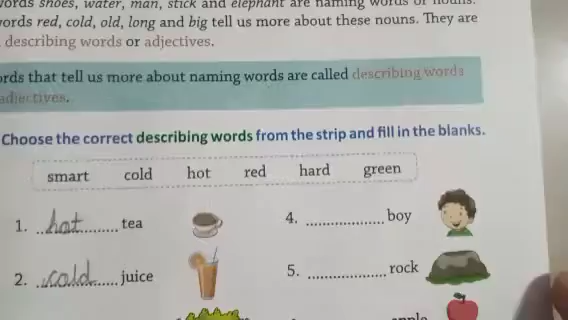 words shoes, water, man, stick and elephant are naming words or nouns.
words red, cold, old, long and big tell us more about these nouns. They are
describing words or adjectives.
words that tell us more about naming words are called describing words
adjectives.
Choose the correct describing words from the strip and fill in the blanks.
smart cold hot red hard green
1. ..hot.......... tea
4. .................. boy
2. ..cold...... juice
5. .................. rock
apple